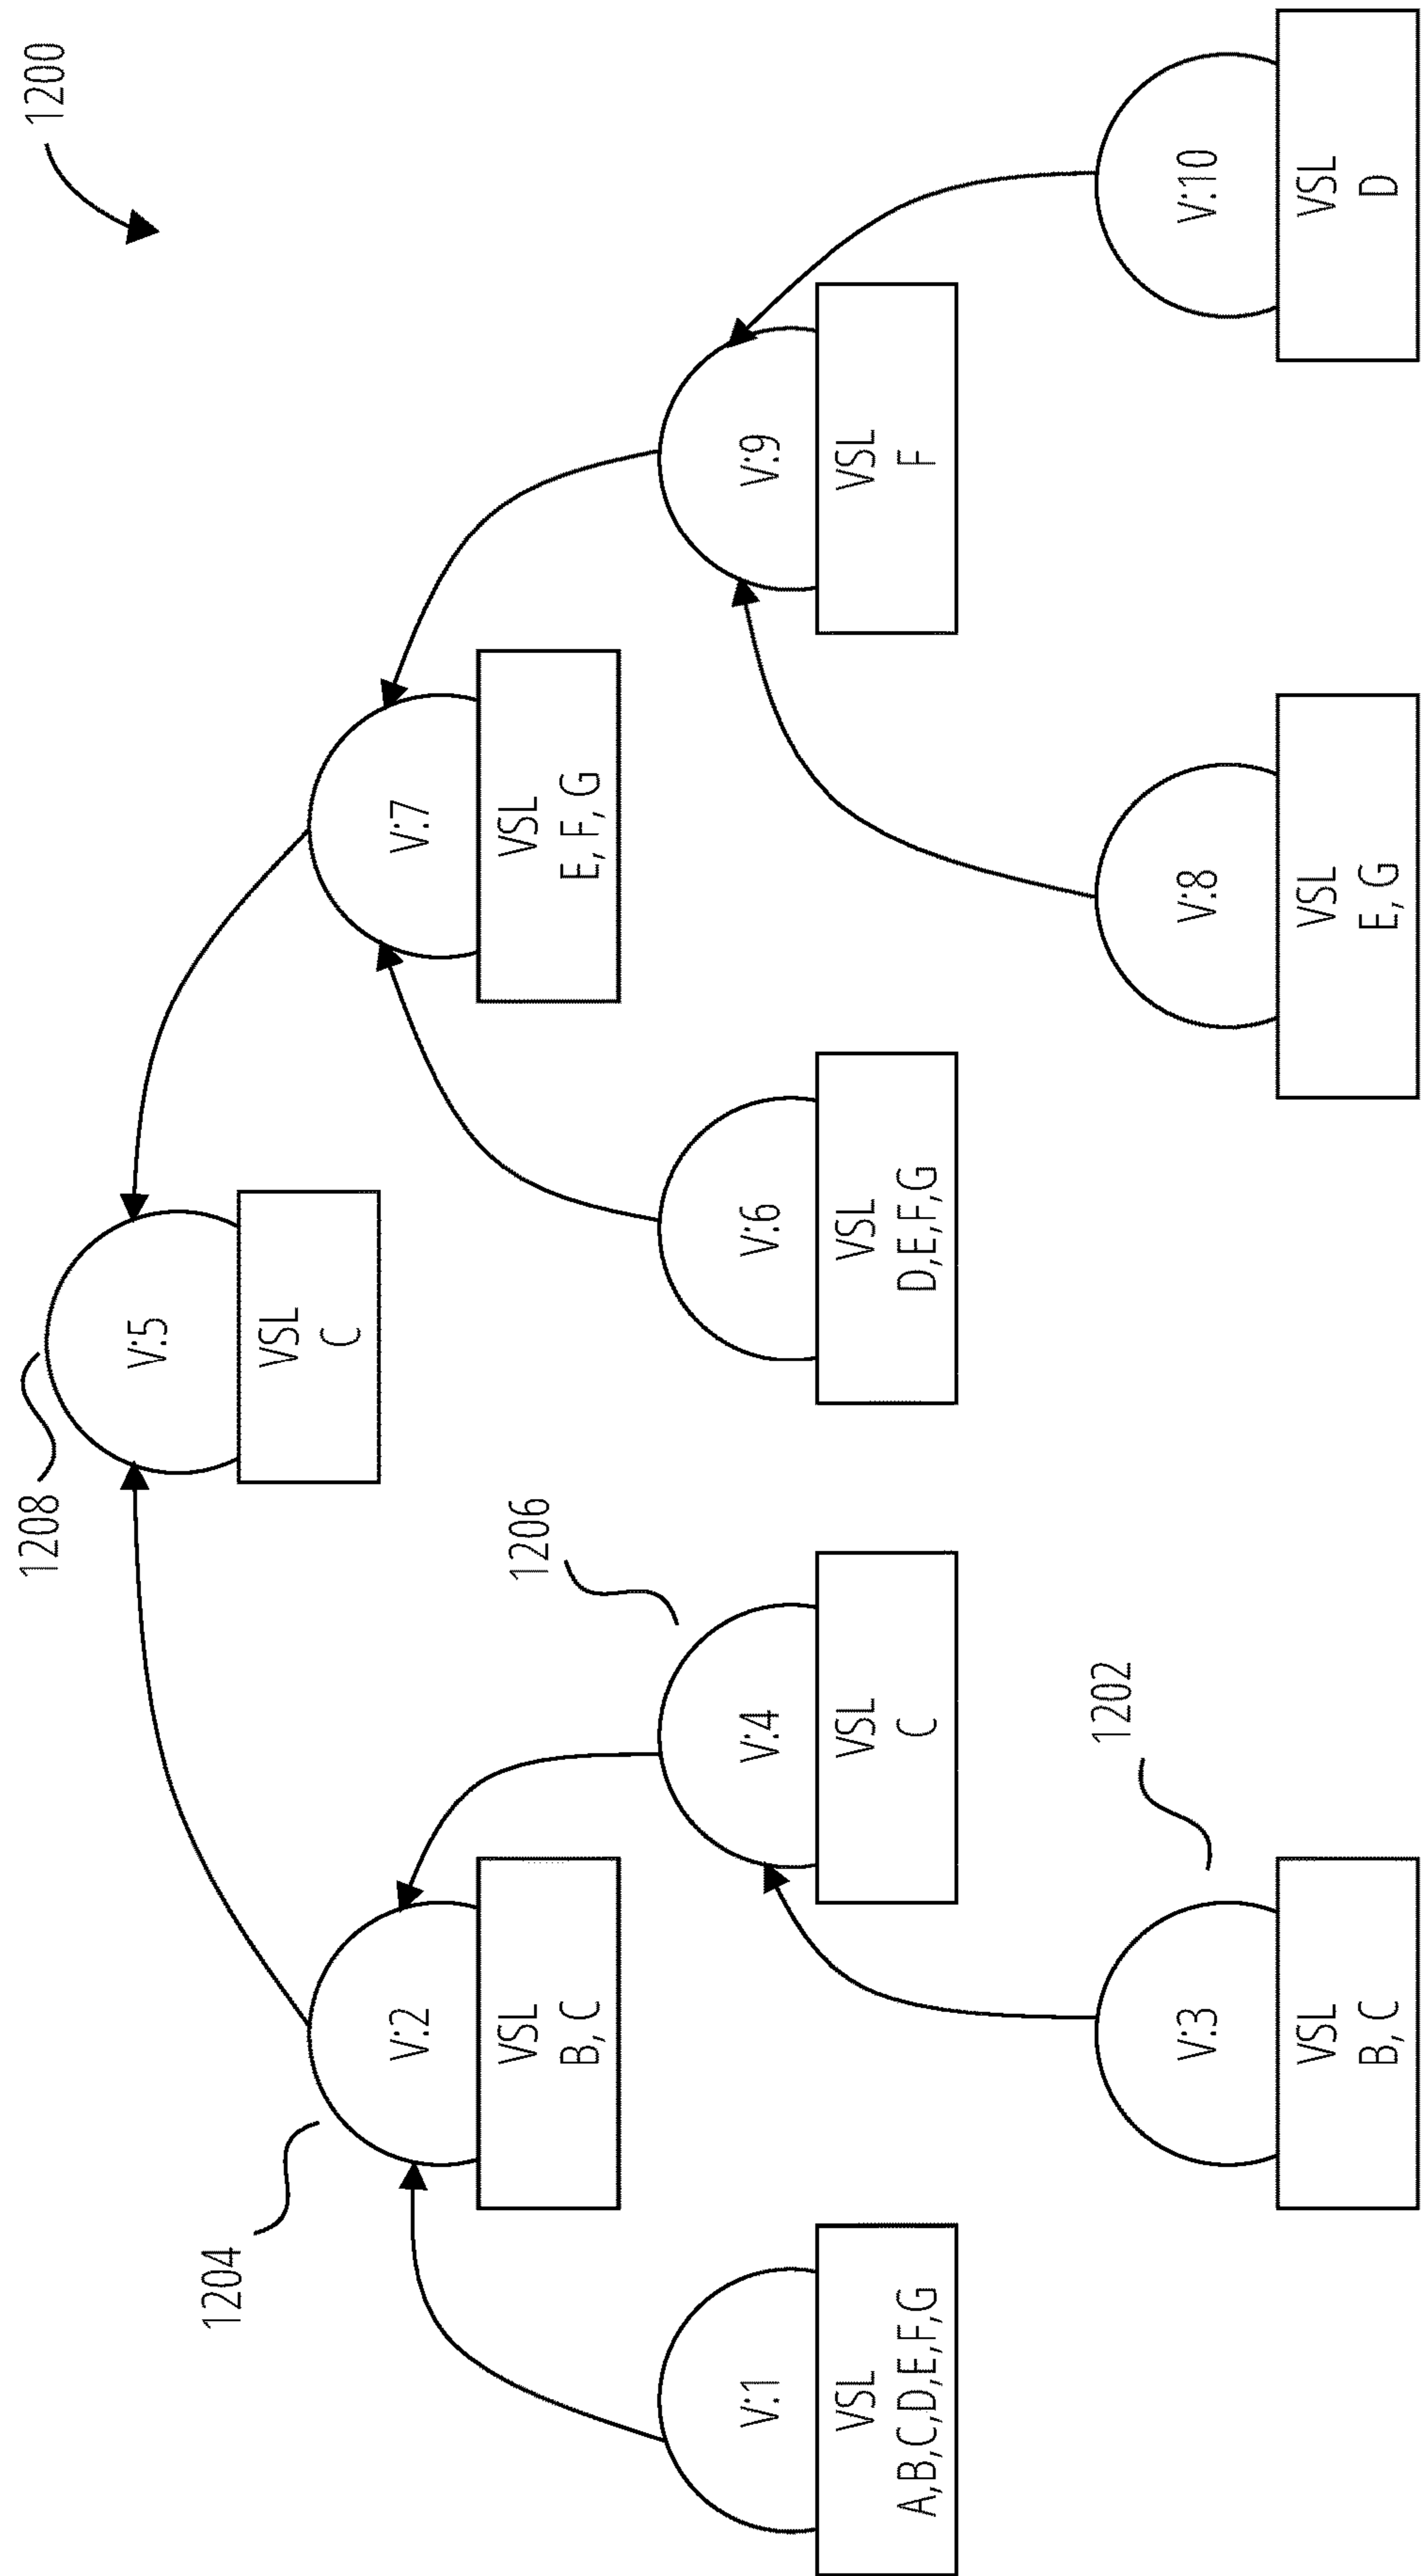 1200
1208
V:5
VSL
C
1204
V:2
VSL
B, C
V:7
VSL
E, F, G
1206
V:1
VSL
A,B,C,D,E,F,G
V:4
VSL
C
V:6
VSL
D,E,F,G
V:9
VSL
F
1202
V:3
VSL
B, C
V:8
VSL
E, G
V:10
VSL
D